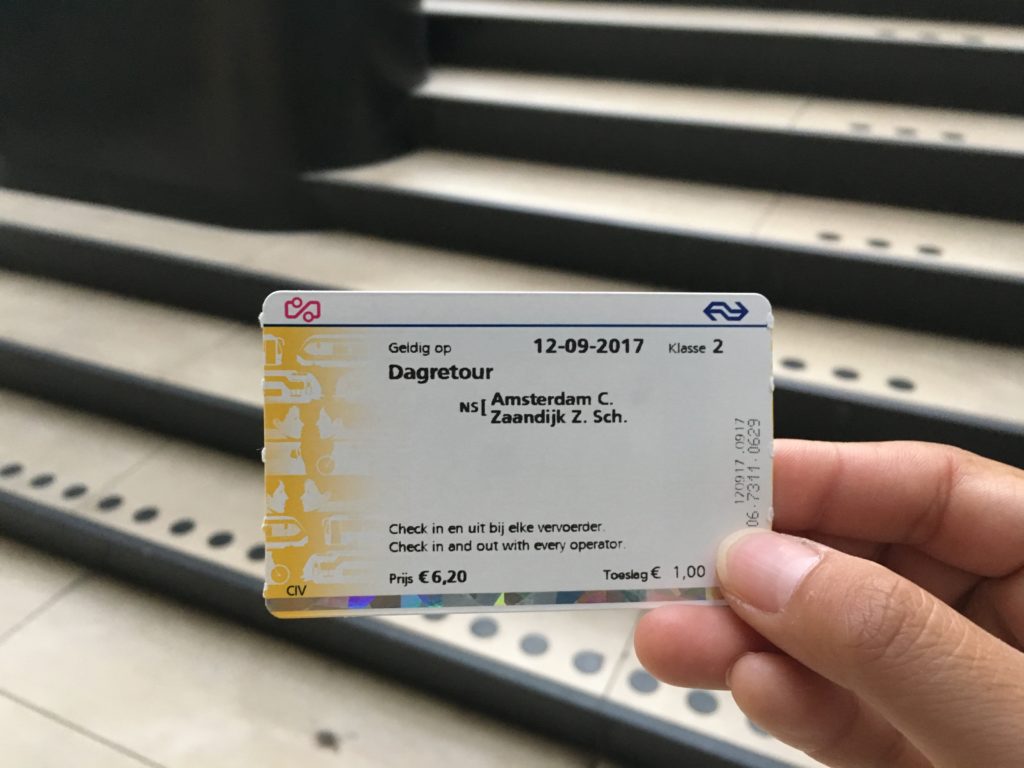 Geldig op 12-09-2017 Klasse 2
Dagretour
NS[ Amsterdam C.
Zaandijk Z. Sch.
Check in en uit bij elke vervoerder.
Check in and out with every operator.
Prijs € 6,20 Toeslag € 1,00
CIV
120917 .0917
06.7311.0629